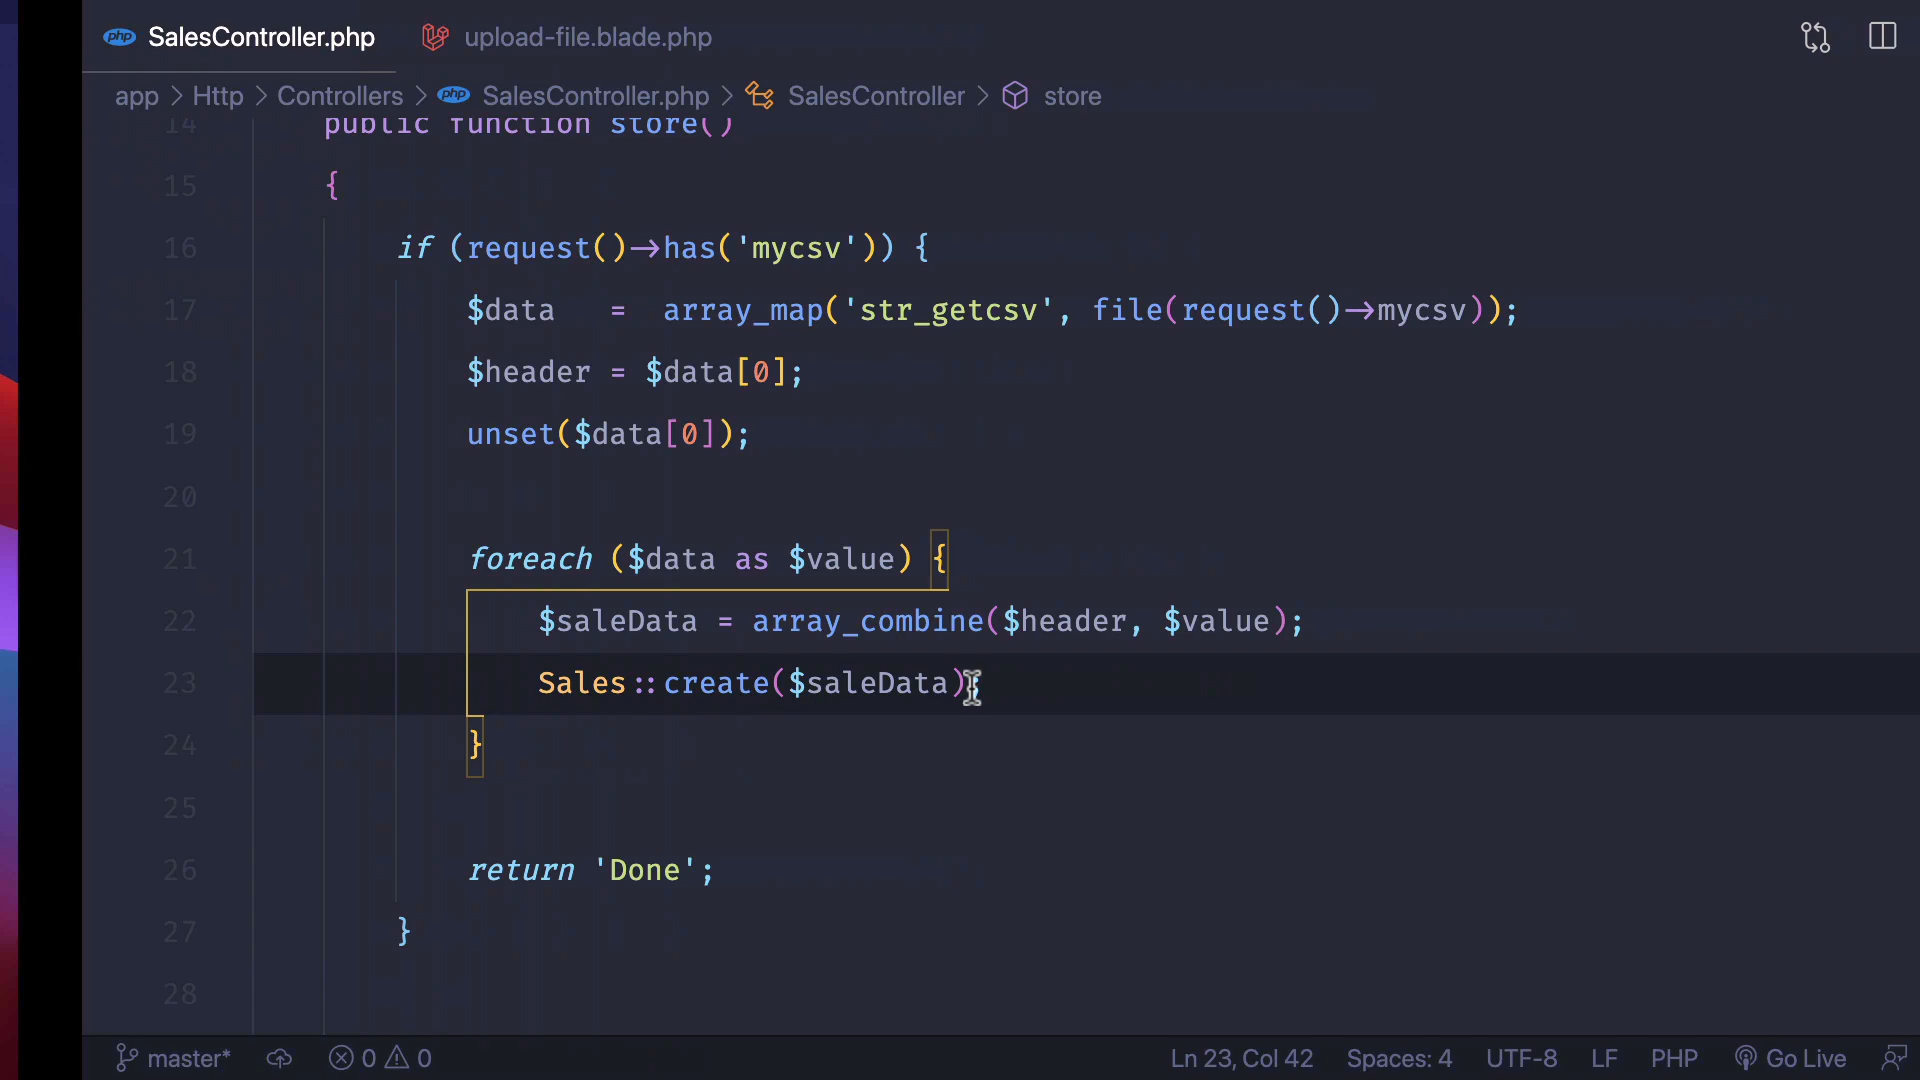 php SalesController.php upload-file.blade.php
app > Http > Controllers > php SalesController.php > SalesController > store
14 public function store()
15 {
16 if (request()->has('mycsv')) {
17 $data = array_map('str_getcsv', file(request()->mycsv));
18 $header = $data[0];
19 unset($data[0]);
20
21 foreach ($data as $value) {
22 $saleData = array_combine($header, $value);
23 Sales::create($saleData);
24 }
25
26 return 'Done';
27 }
28
master* 0 0 Ln 23, Col 42 Spaces: 4 UTF-8 LF PHP Go Live